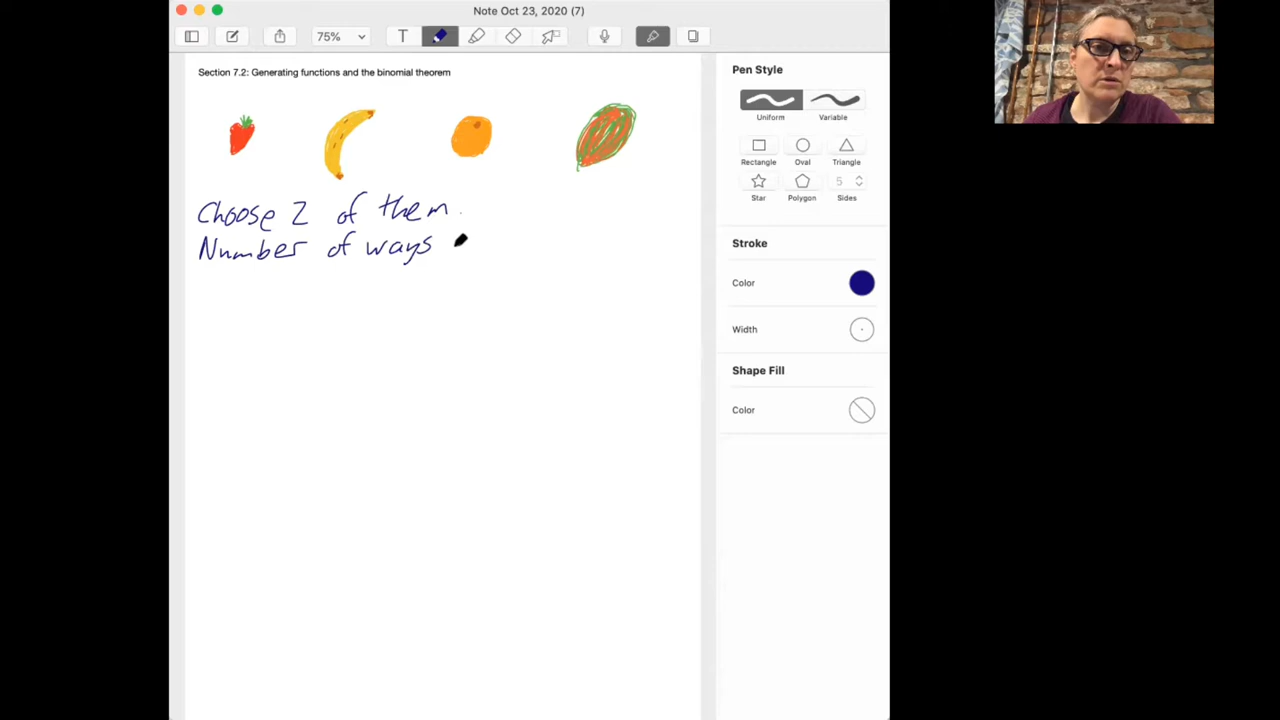 Note Oct 23, 2020 (7)
75%
T
Section 7.2: Generating functions and the binomial theorem
Choose 2 of them.
Number of ways
Pen Style
Uniform Variable
Rectangle Oval Triangle
5
Star Polygon Sides
Stroke
Color
Width
Shape Fill
Color